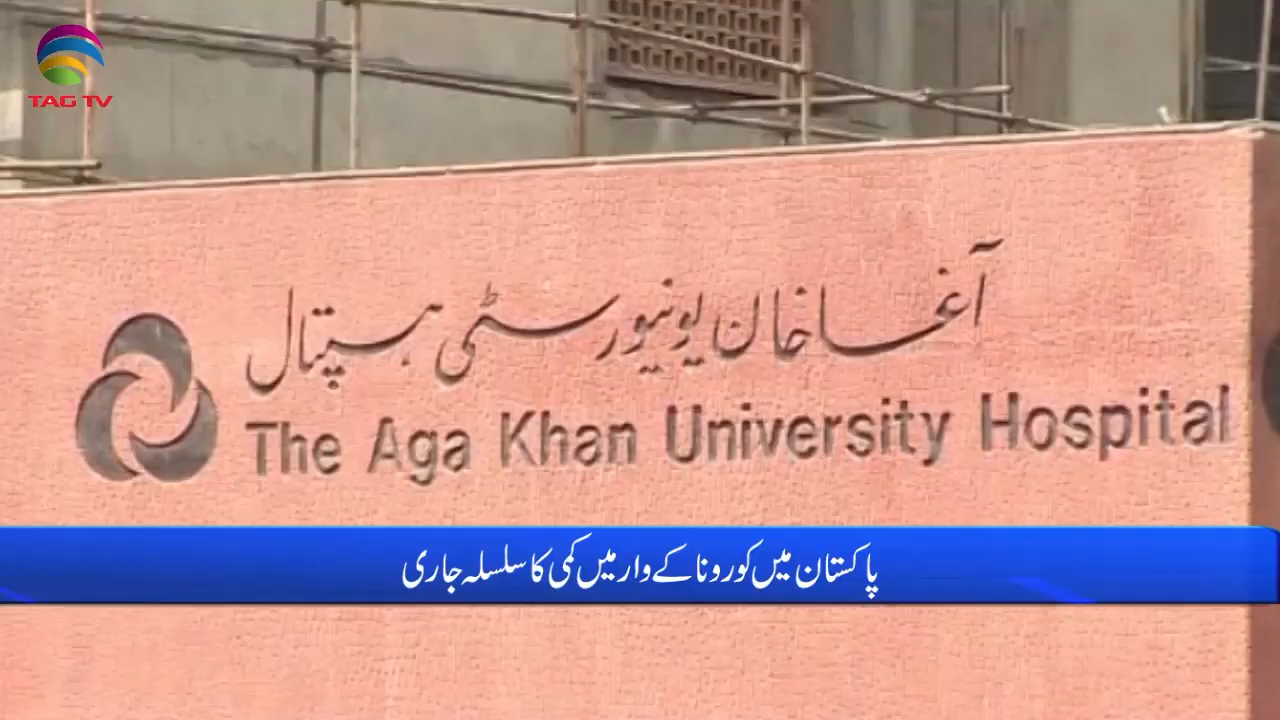 TAG TV
آغا خان یونیورسٹی ہسپتال
The Aga Khan University Hospital
پاکستان میں کورونا کے وار میں کمی کا سلسلہ جاری